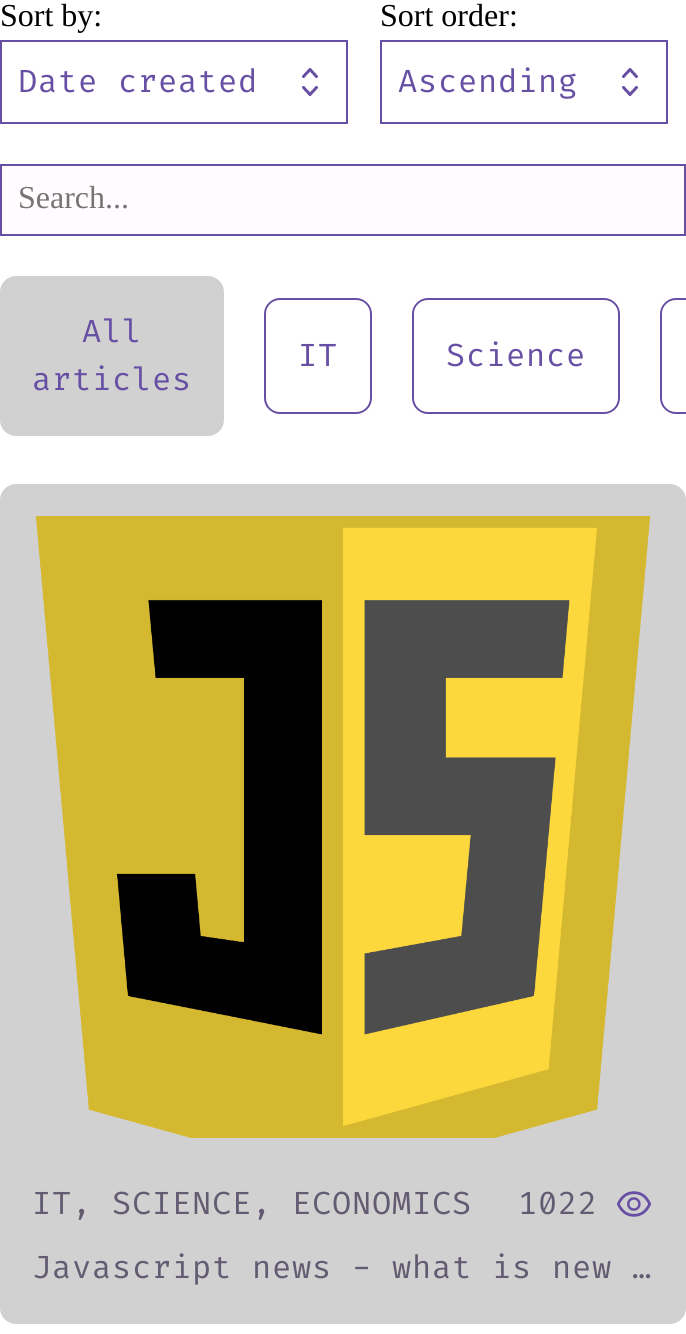 Sort by:
Sort order:
Date created
Ascending
Search...
All
articles
IT
Science
JS
IT, SCIENCE, ECONOMICS 1022
Javascript news - what is new …